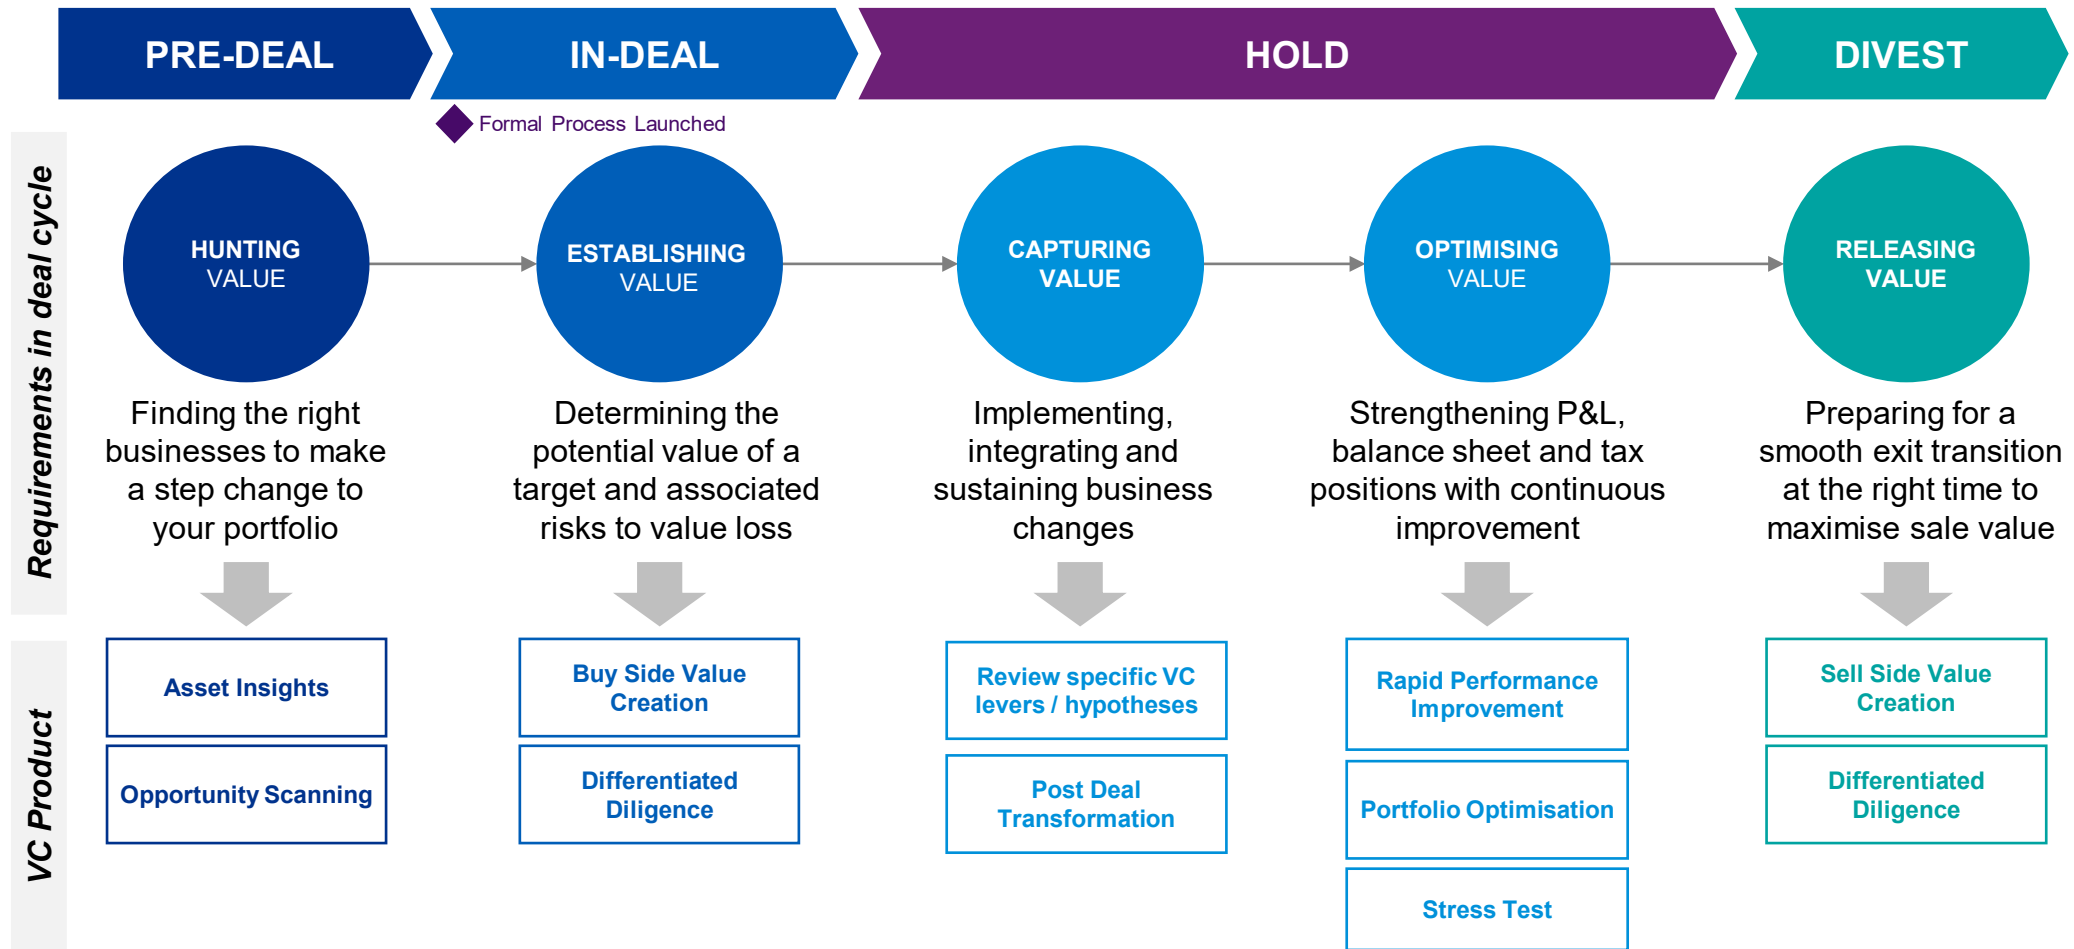 PRE-DEAL
IN-DEAL
HOLD
DIVEST
Formal Process Launched
Requirements in deal cycle
HUNTING
VALUE
ESTABLISHING
VALUE
CAPTURING
VALUE
OPTIMISING
VALUE
RELEASING
VALUE
Finding the right
businesses to make
a step change to
your portfolio
Determining the
potential value of a
target and associated
risks to value loss
Implementing,
integrating and
sustaining business
changes
Strengthening P&L,
balance sheet and tax
positions with continuous
improvement
Preparing for a
smooth exit transition
at the right time to
maximise sale value
VC Product
Asset Insights
Opportunity Scanning
Buy Side Value
Creation
Differentiated
Diligence
Review specific VC
levers / hypotheses
Post Deal
Transformation
Rapid Performance
Improvement
Portfolio Optimisation
Stress Test
Sell Side Value
Creation
Differentiated
Diligence